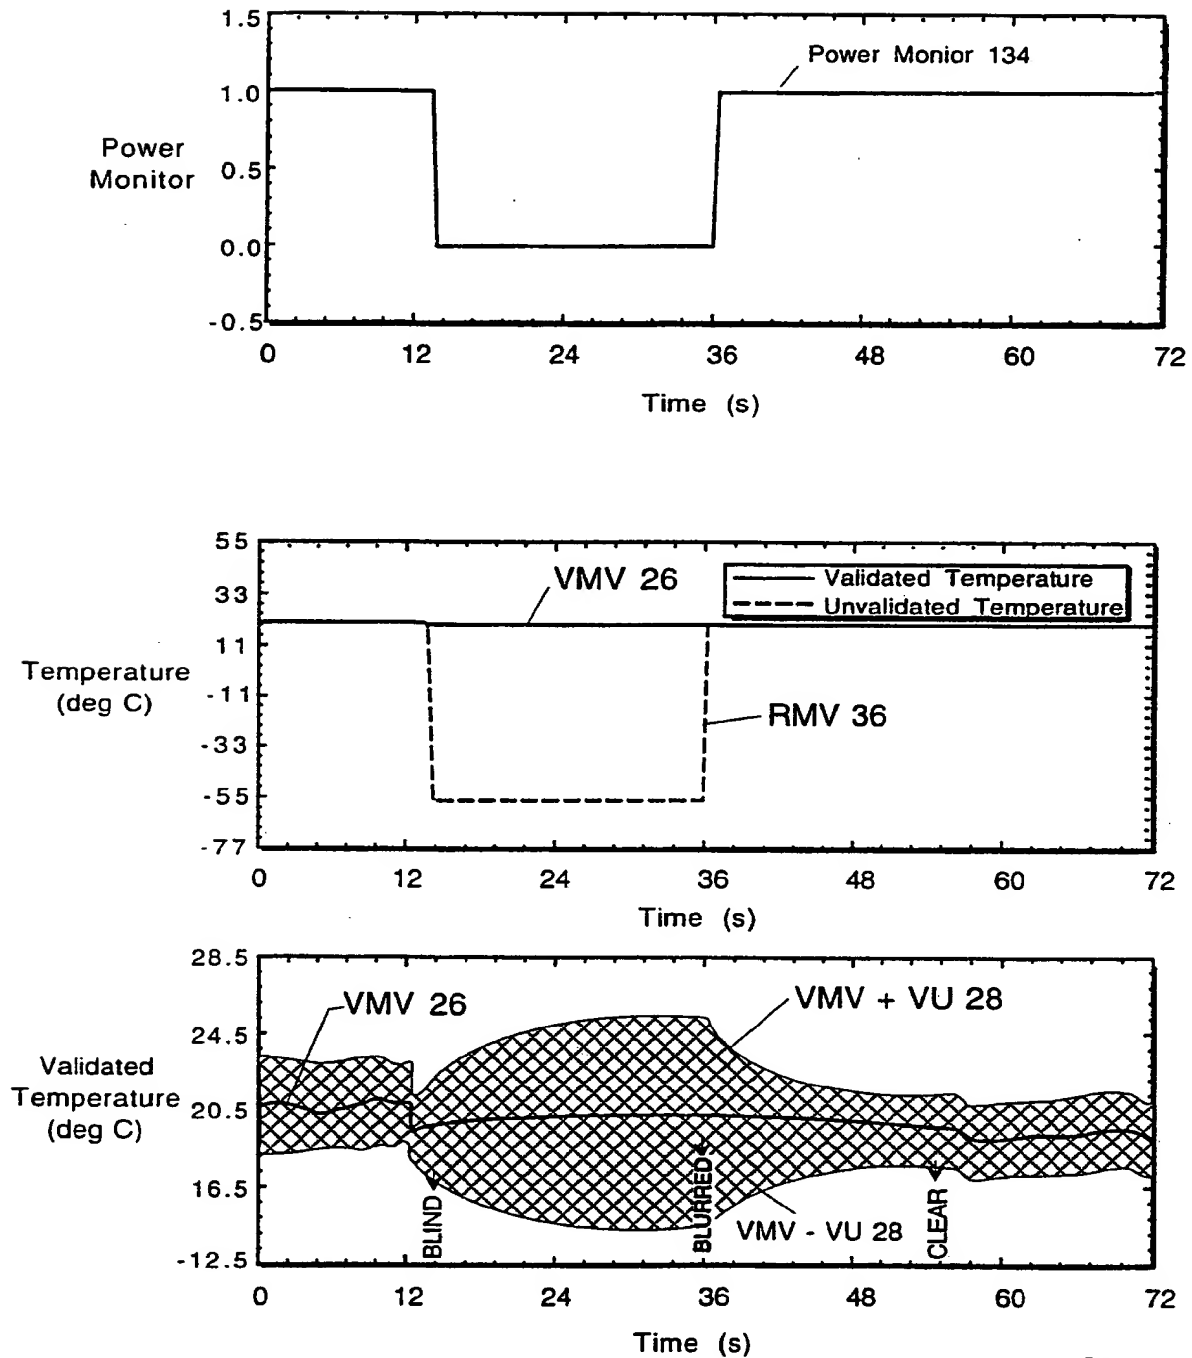 1.5
Power Monior 134
1.0
Power
Monitor
0.5
0.0
-0.5
0 12 24 36 48 60 72
Time (s)
55
VMV 26
Validated Temperature
33
Unvalidated Temperature
11
Temperature
(deg C)
-11
RMV 36
-33
-55
-77
0 12 24 36 48 60 72
Time (s)
28.5
VMV 26
VMV + VU 28
24.5
Validated
Temperature
(deg C)
20.5
16.5
BLIND
BLURRED
VMV - VU 28
CLEAR
-12.5
0 12 24 36 48 60 72
Time (s)